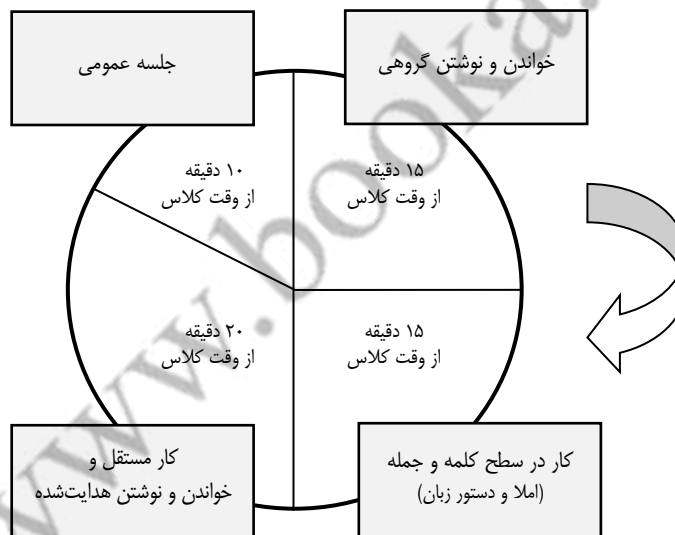 خواندن و نوشتن گروهی
جلسه عمومی
۱۵ دقیقه
از وقت کلاس
۱۰ دقیقه
از وقت کلاس
۱۵ دقیقه
از وقت کلاس
۲۰ دقیقه
از وقت کلاس
کار در سطح کلمه و جمله
(املا و دستور زبان)
کار مستقل و
خواندن و نوشتن هدایت‌شده
www.booka